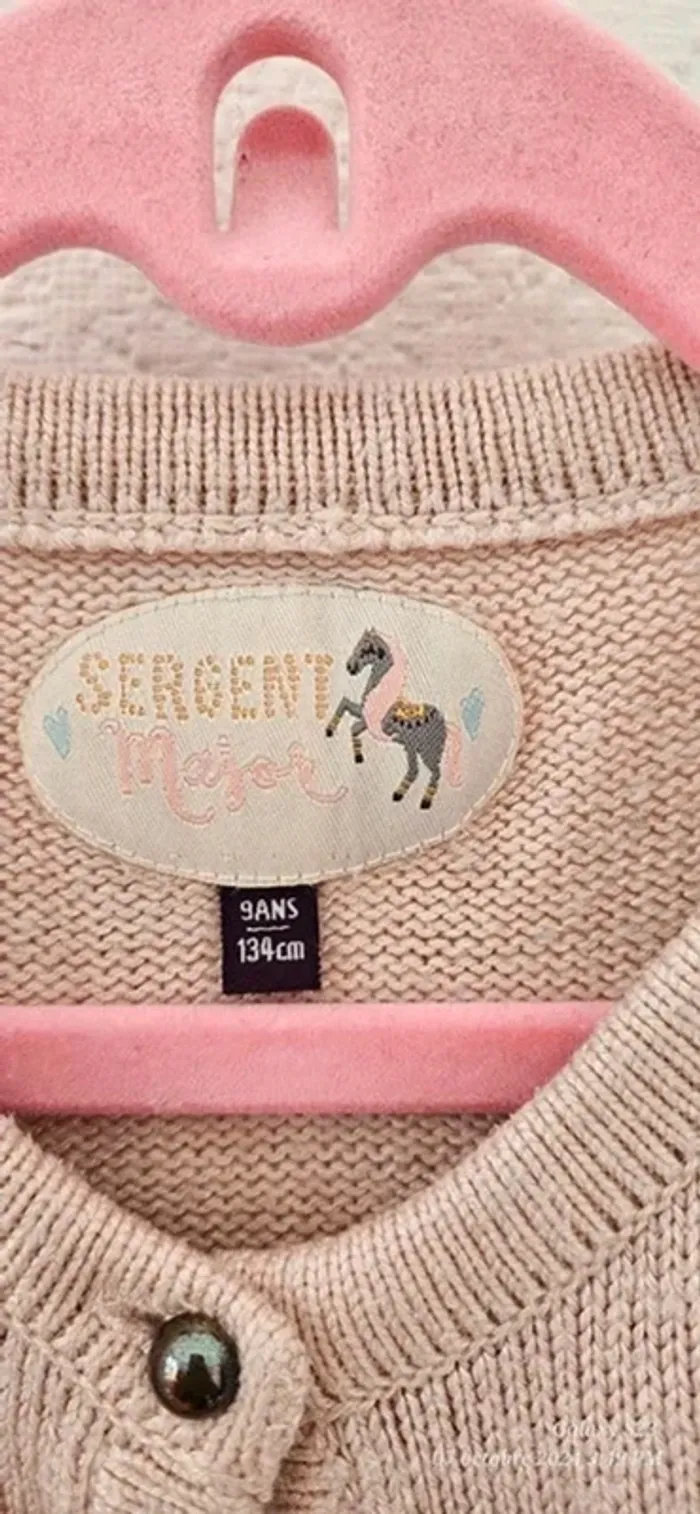 SERGENT
Major
9ANS
134cm